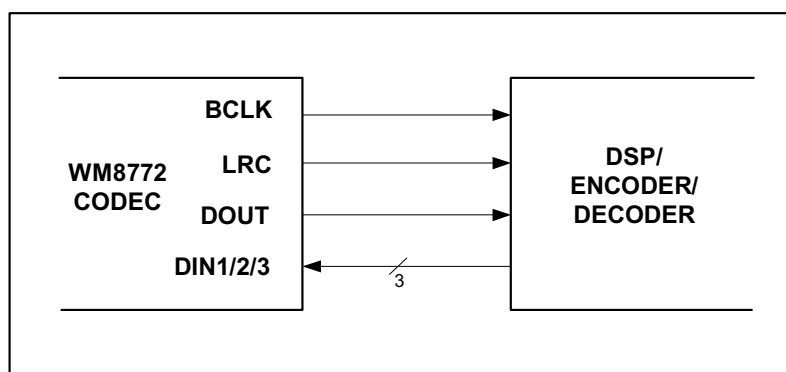 BCLK
LRC
DOUT
DIN1/2/3
WM8772
CODEC
DSP/
ENCODER/
DECODER
3